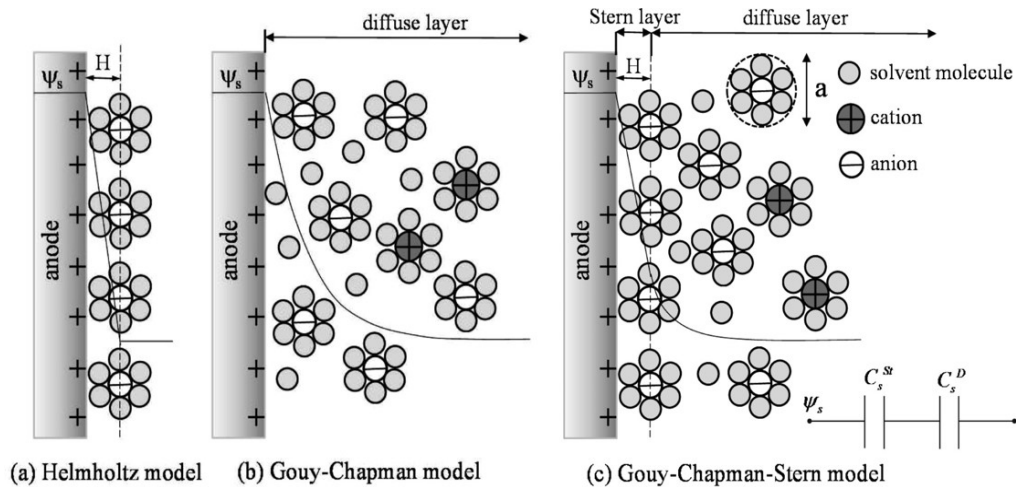 diffuse layer
Stern layer
diffuse layer
H
ψs
anode
(a) Helmholtz model
ψs
anode
(b) Gouy-Chapman model
H
ψs
anode
a
solvent molecule
cation
anion
ψs
CsSt
CsD
(c) Gouy-Chapman-Stern model